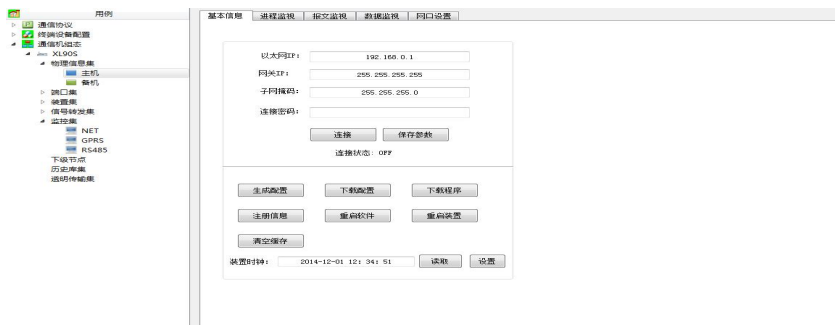 用例
通信协议
终端设备配置
通信机组态
XL90S
物理信息集
主机
备机
端口集
装置集
信号转发集
监控集
NET
GPRS
RS485
下级节点
历史库集
透明传输集
基本信息 进程监视 报文监视 数据监视 网口设置
以太网IP: 192.168.0.1
网关IP: 255.255.255.255
子网掩码: 255.255.255.0
连接密码:
连接 保存参数
连接状态: OFF
生成配置 下载配置 下载程序
注册信息 重启软件 重启装置
清空缓存
装置时钟: 2014-12-01 12: 34: 51 读取 设置